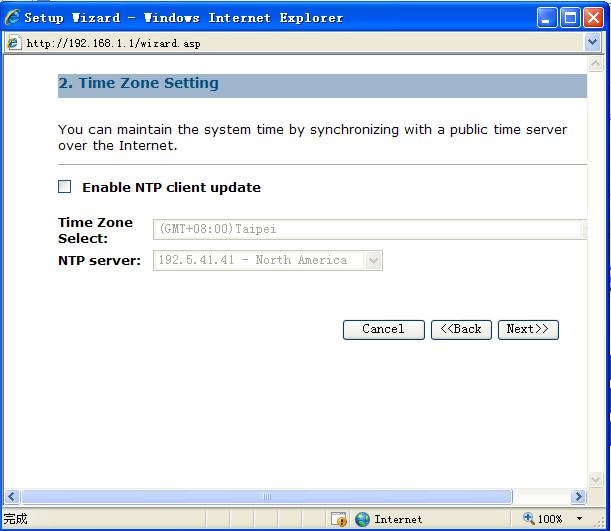 Setup Wizard - Windows Internet Explorer
http://192.168.1.1/wizard.asp
2. Time Zone Setting
You can maintain the system time by synchronizing with a public time server
over the Internet.
Enable NTP client update
Time Zone
Select:
(GMT+08:00)Taipei
NTP server:
192.5.41.41 - North America
Cancel
<<Back
Next>>
完成
Internet
100%